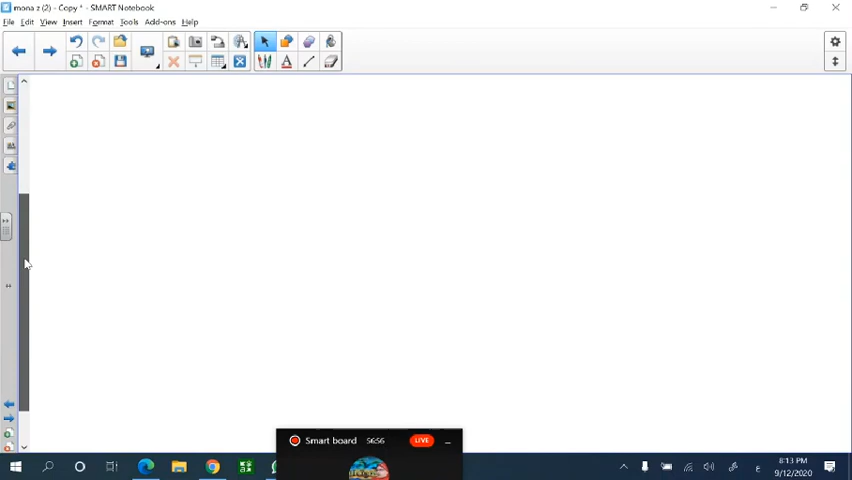 mona z (2) - Copy * - SMART Notebook
File Edit View Insert Format Tools Add-ons Help
Smart board 56:56 LIVE
ع 8:13 PM
9/12/2020